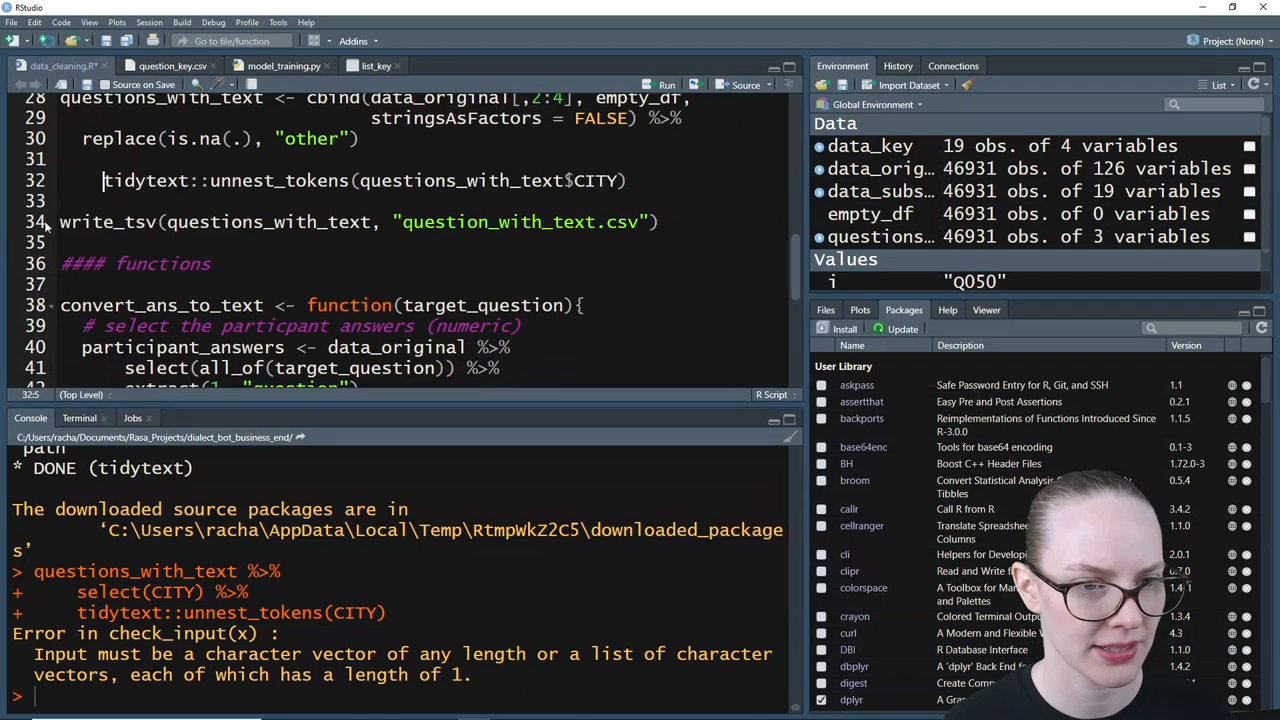 RStudio
File Edit Code View Plots Session Build Debug Profile Tools Help
Go to file/function Addins Project: (None)
data_cleaning.R* question_key.csv model_training.py list_key
Source on Save Run Source
28 questions_with_text <- cbind(data_original[,2:4], empty_df,
29 stringsAsFactors = FALSE) %>%
30 replace(is.na(.), "other")
31
32 tidytext::unnest_tokens(questions_with_text$CITY)
33
34 write_tsv(questions_with_text, "question_with_text.csv")
35
36 #### functions
37
38 convert_ans_to_text <- function(target_question){
39 # select the particpant answers (numeric)
40 participant_answers <- data_original %>%
41 select(all_of(target_question)) %>%
42 extract(1, "question")
32:5 (Top Level) R Script
Console Terminal Jobs
C:/Users/racha/Documents/Rasa_Projects/dialect_bot_business_end/
path
* DONE (tidytext)
The downloaded source packages are in
‘C:\Users\racha\AppData\Local\Temp\RtmpWkZ2C5\downloaded_package
s’
> questions_with_text %>%
+ select(CITY) %>%
+ tidytext::unnest_tokens(CITY)
Error in check_input(x) :
Input must be a character vector of any length or a list of character
vectors, each of which has a length of 1.
>
Environment History Connections
Import Dataset List
Global Environment
Data
data_key 19 obs. of 4 variables
data_orig… 46931 obs. of 126 variables
data_subs… 46931 obs. of 19 variables
empty_df 46931 obs. of 0 variables
questions… 46931 obs. of 3 variables
Values
i "Q050"
Files Plots Packages Help Viewer
Install Update
Name Description Version
User Library
askpass Safe Password Entry for R, Git, and SSH 1.1
assertthat Easy Pre and Post Assertions 0.2.1
backports Reimplementations of Functions Introduced Since R-3.0.0 1.1.5
base64enc Tools for base64 encoding 0.1-3
BH Boost C++ Header Files 1.72.0-3
broom Convert Statistical Analysis Tibbles 0.5.4
callr Call R from R 3.4.2
cellranger Translate Spreadsheet Columns 1.1.0
cli Helpers for Develop 2.0.1
clipr Read and Write f 0.7.0
colorspace A Toolbox for Man and Palettes 1.4-1
crayon Colored Terminal Outpu 1.3.4
curl A Modern and Flexible 4.3
DBI R Database Interface 1.1.0
dbplyr A 'dplyr' Back End fo 1.4.2
digest Create Compa
dplyr A Gra